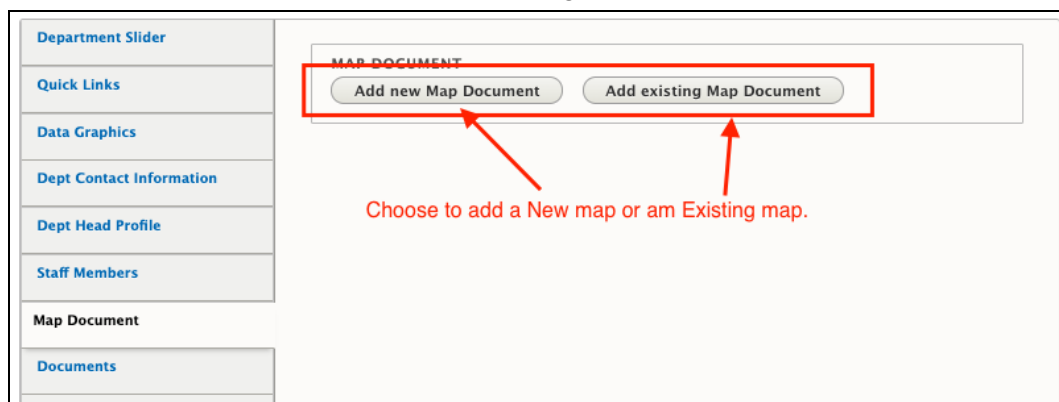 Department Slider
Quick Links
Data Graphics
Dept Contact Information
Dept Head Profile
Staff Members
Map Document
Documents
MAP DOCUMENT
Add new Map Document
Add existing Map Document
Choose to add a New map or am Existing map.